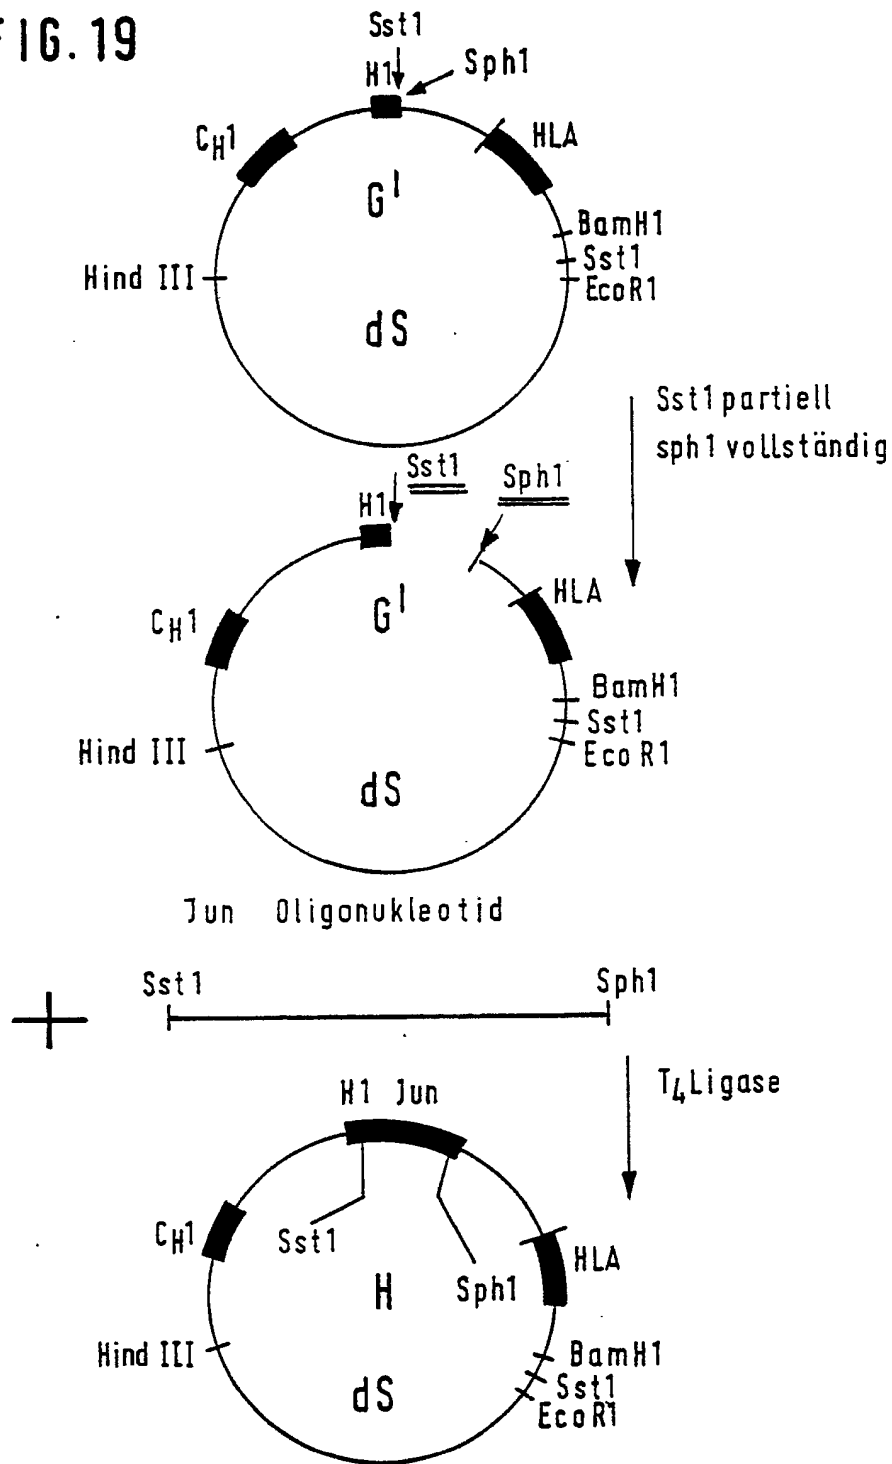 FIG. 19
Sst1
H1
Sph1
CH1
HLA
G I
BamH1
Sst1
EcoR1
Hind III
dS
Sst1 partiell
sph1 vollständig
Sst1
Sph1
H1
HLA
G I
CH1
BamH1
Sst1
EcoR1
Hind III
dS
Jun Oligonukleotid
Sst1
Sph1
+
T4Ligase
H1 Jun
CH1
Sst1
HLA
Sph1
H
Hind III
BamH1
Sst1
EcoR1
dS